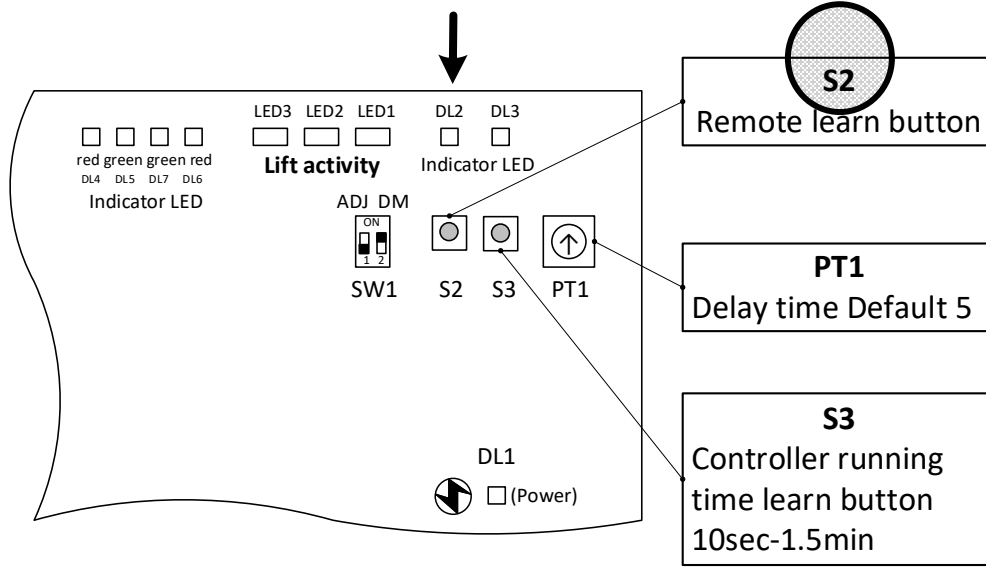 S2
Remote learn button
LED3 LED2 LED1 DL2 DL3
red green green red
Lift activity
Indicator LED
DL4 DL5 DL7 DL6
Indicator LED
ADJ DM
ON
1 2
SW1 S2 S3 PT1
PT1
Delay time Default 5
S3
Controller running
time learn button
10sec-1.5min
DL1
(Power)